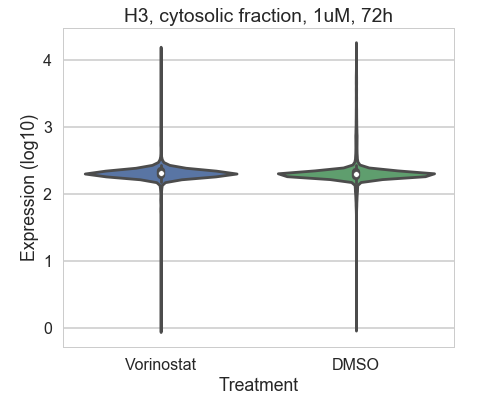 H3, cytosolic fraction, 1uM, 72h
Expression (log10)
4
3
2
1
0
Vorinostat DMSO
Treatment